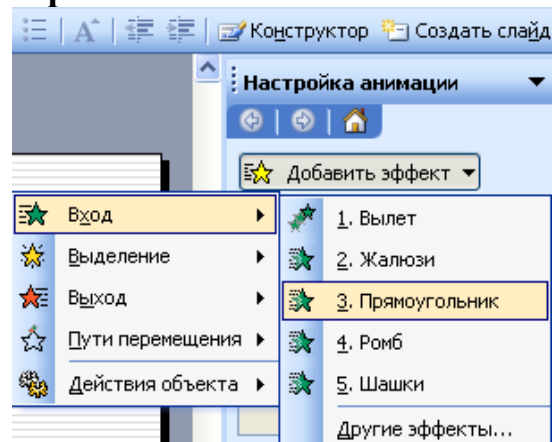 Конструктор Создать слайд
Настройка анимации
Добавить эффект
Вход
Выделение
Выход
Пути перемещения
Действия объекта
1. Вылет
2. Жалюзи
3. Прямоугольник
4. Ромб
5. Шашки
Другие эффекты...